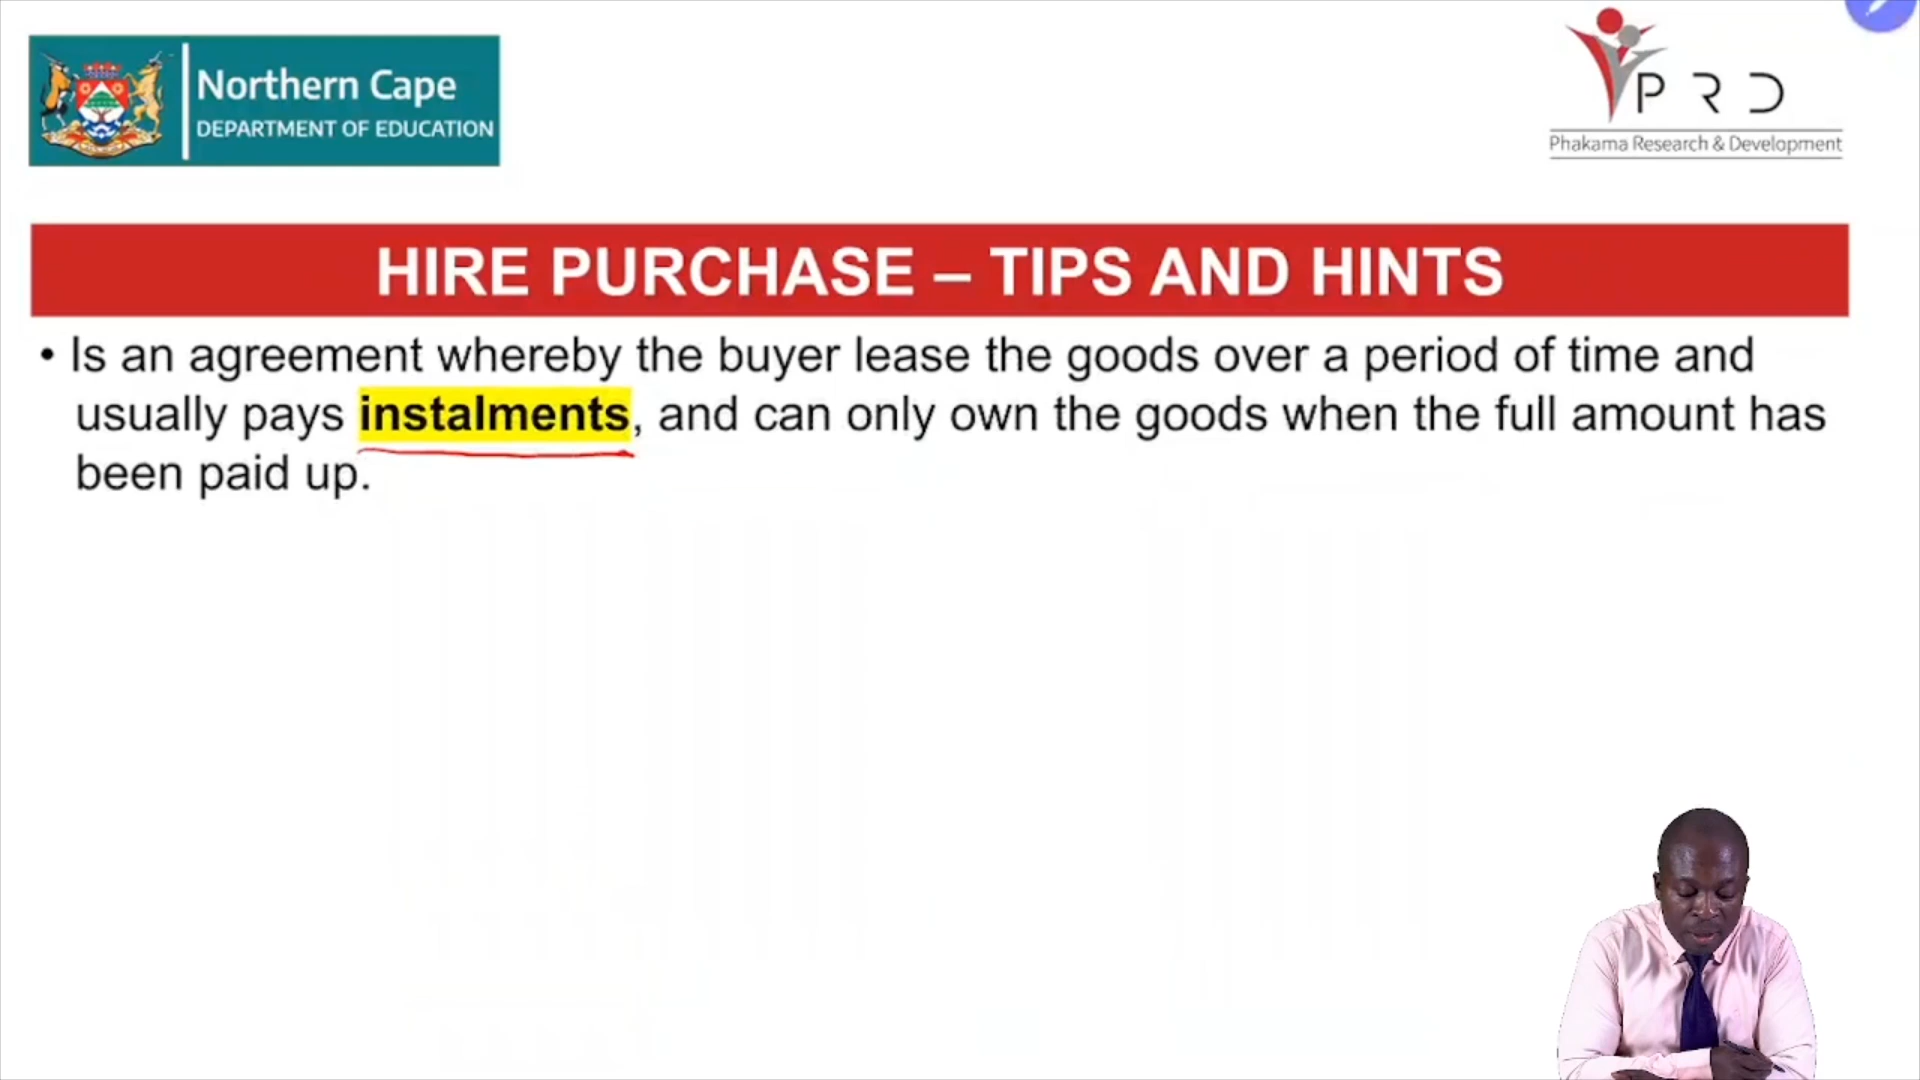 Northern Cape
DEPARTMENT OF EDUCATION
P R D
Phakama Research & Development
HIRE PURCHASE – TIPS AND HINTS
• Is an agreement whereby the buyer lease the goods over a period of time and
usually pays instalments, and can only own the goods when the full amount has
been paid up.